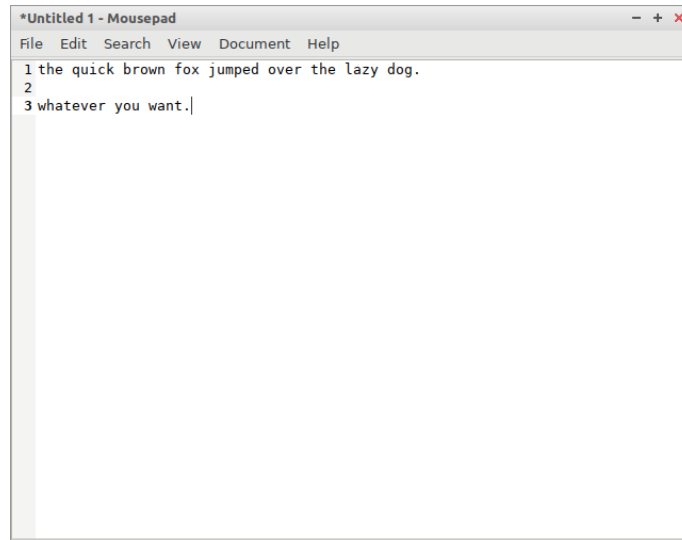 *Untitled 1 - Mousepad
File Edit Search View Document Help
1 the quick brown fox jumped over the lazy dog.
2
3 whatever you want.